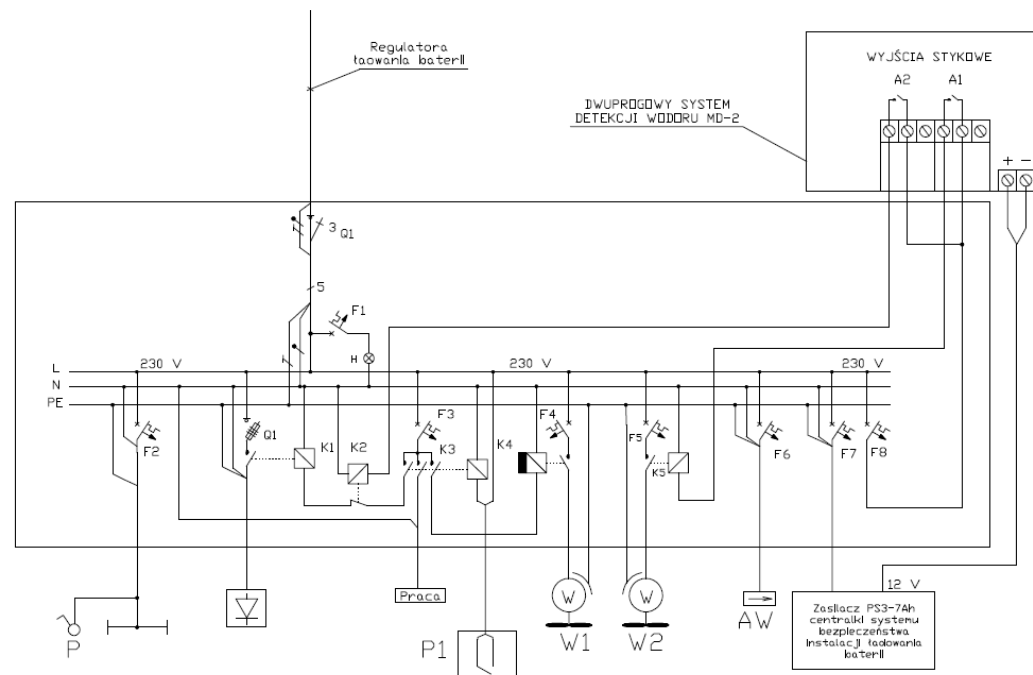 Regulatora
ładowania baterii
WYJŚCIA STYKOWE
A2 A1
DWUPROGOWY SYSTEM
DETEKCJI WODORU MD-2
+ -
3 Q1
5
F1
H
L 230 V 230 V 230 V
N
PE
F2
Q1
K1
K2
F3
K3
K4
F4
F5
K5
F6
F7
F8
Praca
12 V
P
P1
W
W1
W
W2
AW
Zasilacz PS3-7Ah
centralki systemu
bezpieczeństwa
instalacji ładowania
baterii